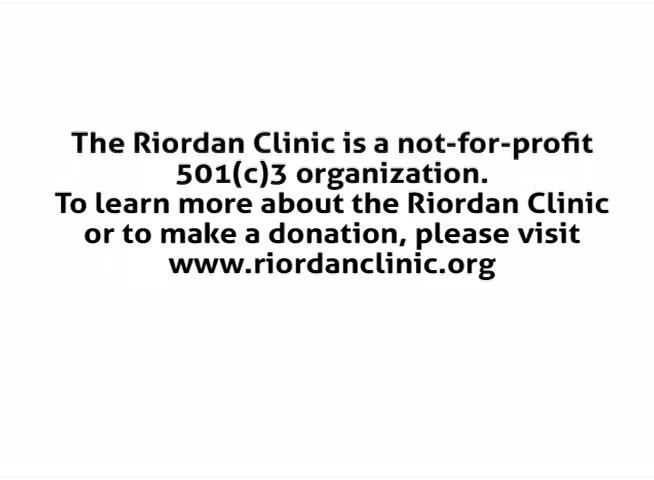 The Riordan Clinic is a not-for-profit
501(c)3 organization.
To learn more about the Riordan Clinic
or to make a donation, please visit
www.riordanclinic.org